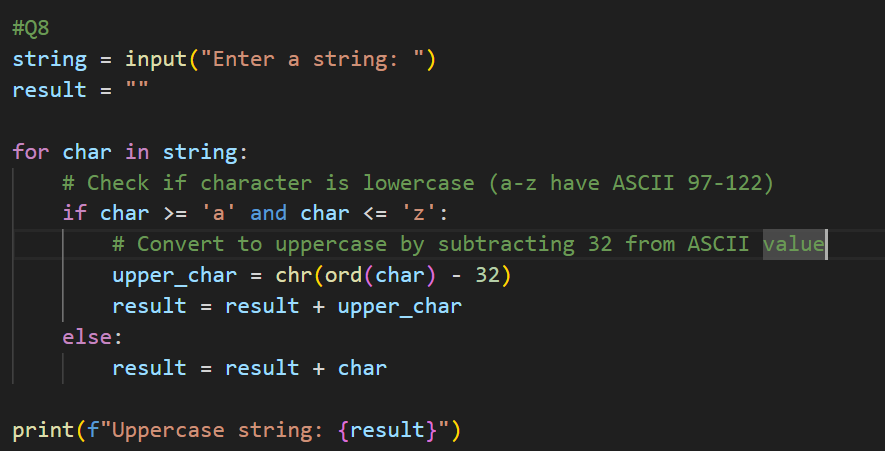 #Q8
string = input("Enter a string: ")
result = ""

for char in string:
    # Check if character is lowercase (a-z have ASCII 97-122)
    if char >= 'a' and char <= 'z':
        # Convert to uppercase by subtracting 32 from ASCII value
        upper_char = chr(ord(char) - 32)
        result = result + upper_char
    else:
        result = result + char

print(f"Uppercase string: {result}")